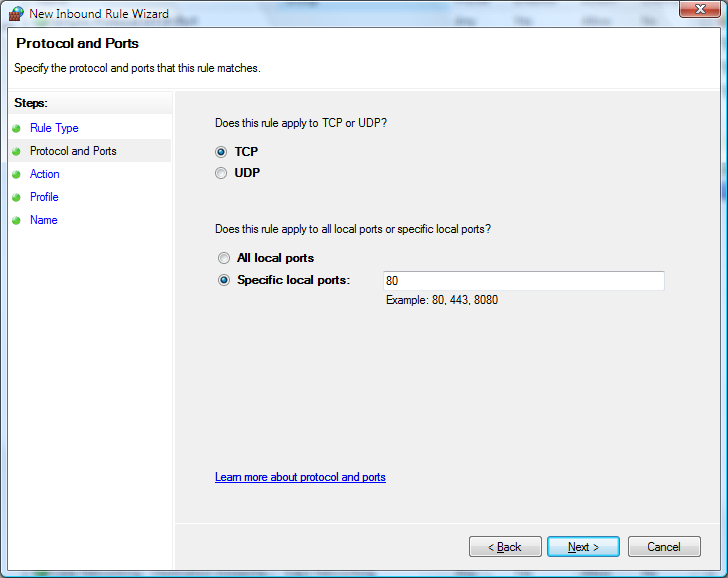 New Inbound Rule Wizard
Protocol and Ports
Specify the protocol and ports that this rule matches.
Steps:
Rule Type
Protocol and Ports
Action
Profile
Name
Does this rule apply to TCP or UDP?
TCP
UDP
Does this rule apply to all local ports or specific local ports?
All local ports
Specific local ports: 80
Example: 80, 443, 8080
Learn more about protocol and ports
< Back Next > Cancel